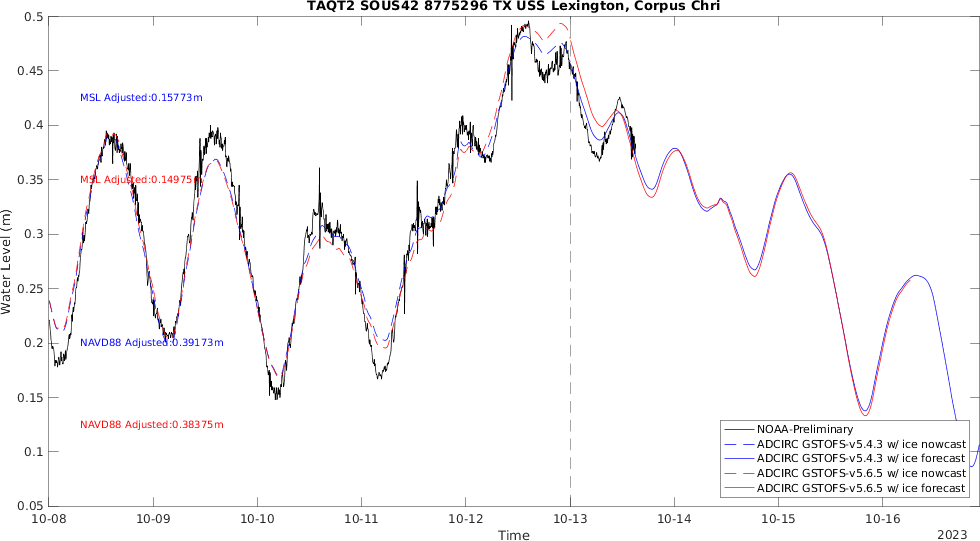 TAQT2 SOUS42 8775296 TX USS Lexington, Corpus Chri
0.5
0.45
0.4
0.35
0.3
0.25
0.2
0.15
0.1
0.05
Water Level (m)
MSL Adjusted:0.15773m
MSL Adjusted:0.14975m
NAVD88 Adjusted:0.39173m
NAVD88 Adjusted:0.38375m
NOAA-Preliminary
ADCIRC GSTOFS-v5.4.3 w/ ice nowcast
ADCIRC GSTOFS-v5.4.3 w/ ice forecast
ADCIRC GSTOFS-v5.6.5 w/ ice nowcast
ADCIRC GSTOFS-v5.6.5 w/ ice forecast
10-08 10-09 10-10 10-11 10-12 10-13 10-14 10-15 10-16
Time
2023